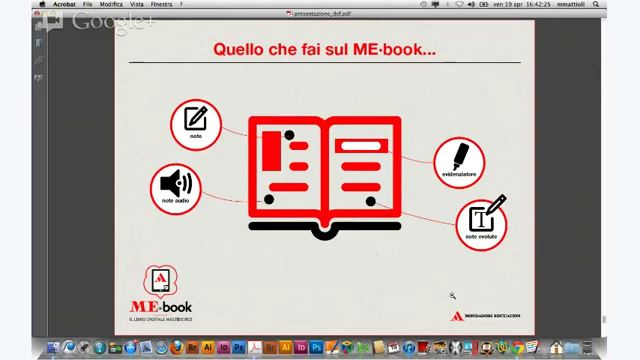 Acrobat File Modifica Vista Finestra
ven 19 apr 16:42:25 mmattioli
presentazione_def.pdf
Google+
Quello che fai sul ME•book...
note
note audio
evidenziatore
T
note evolute
ME•book
IL LIBRO DIGITALE MULTIDEVICE
MONDADORI EDUCATION